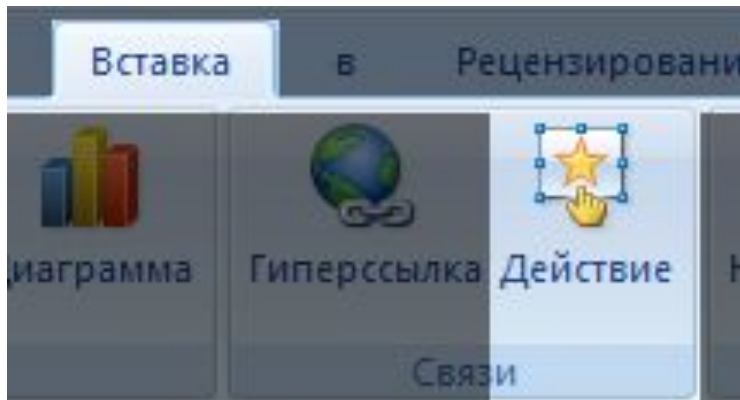 Вставка в Рецензировани
иаграмма Гиперссылка Действие Н
Связи